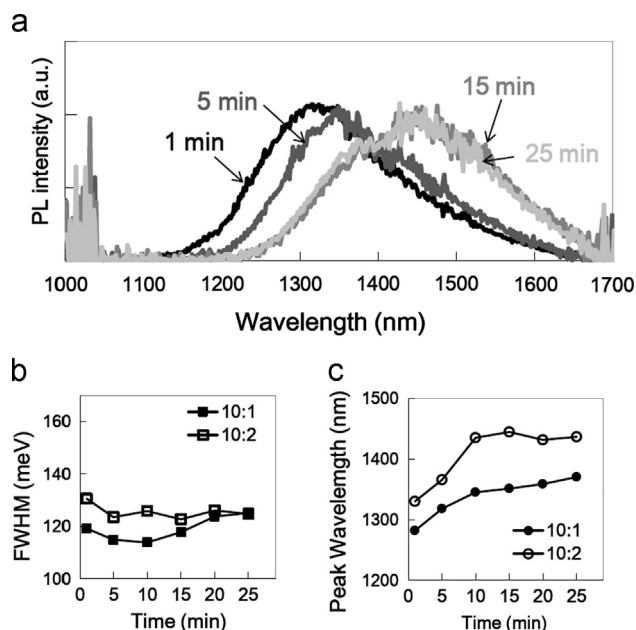 a
PL intensity (a.u.)
1 min
5 min
15 min
25 min
1000 1100 1200 1300 1400 1500 1600 1700
Wavelength (nm)
b
FWHM (meV)
160
140
120
100
10:1
10:2
0 5 10 15 20 25
Time (min)
c
Peak Wavelemgth (nm)
1500
1400
1300
1200
10:1
10:2
0 5 10 15 20 25
Time (min)